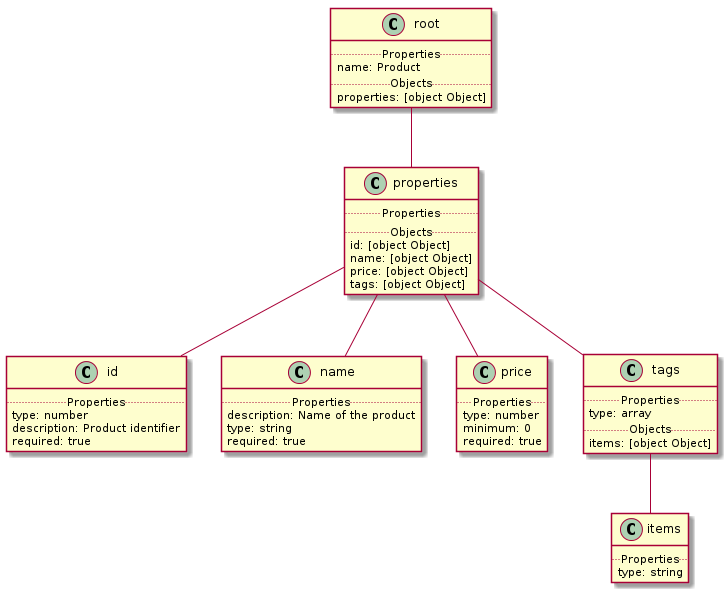 C root
Properties
name: Product
Objects
properties: [object Object]
C properties
Properties
Objects
id: [object Object]
name: [object Object]
price: [object Object]
tags: [object Object]
C id
Properties
type: number
description: Product identifier
required: true
C name
Properties
description: Name of the product
type: string
required: true
C price
Properties
type: number
minimum: 0
required: true
C tags
Properties
type: array
Objects
items: [object Object]
C items
Properties
type: string